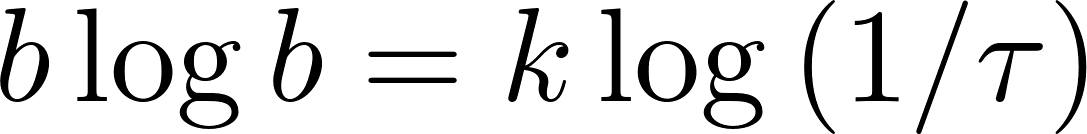 b log b = k log (1/τ)